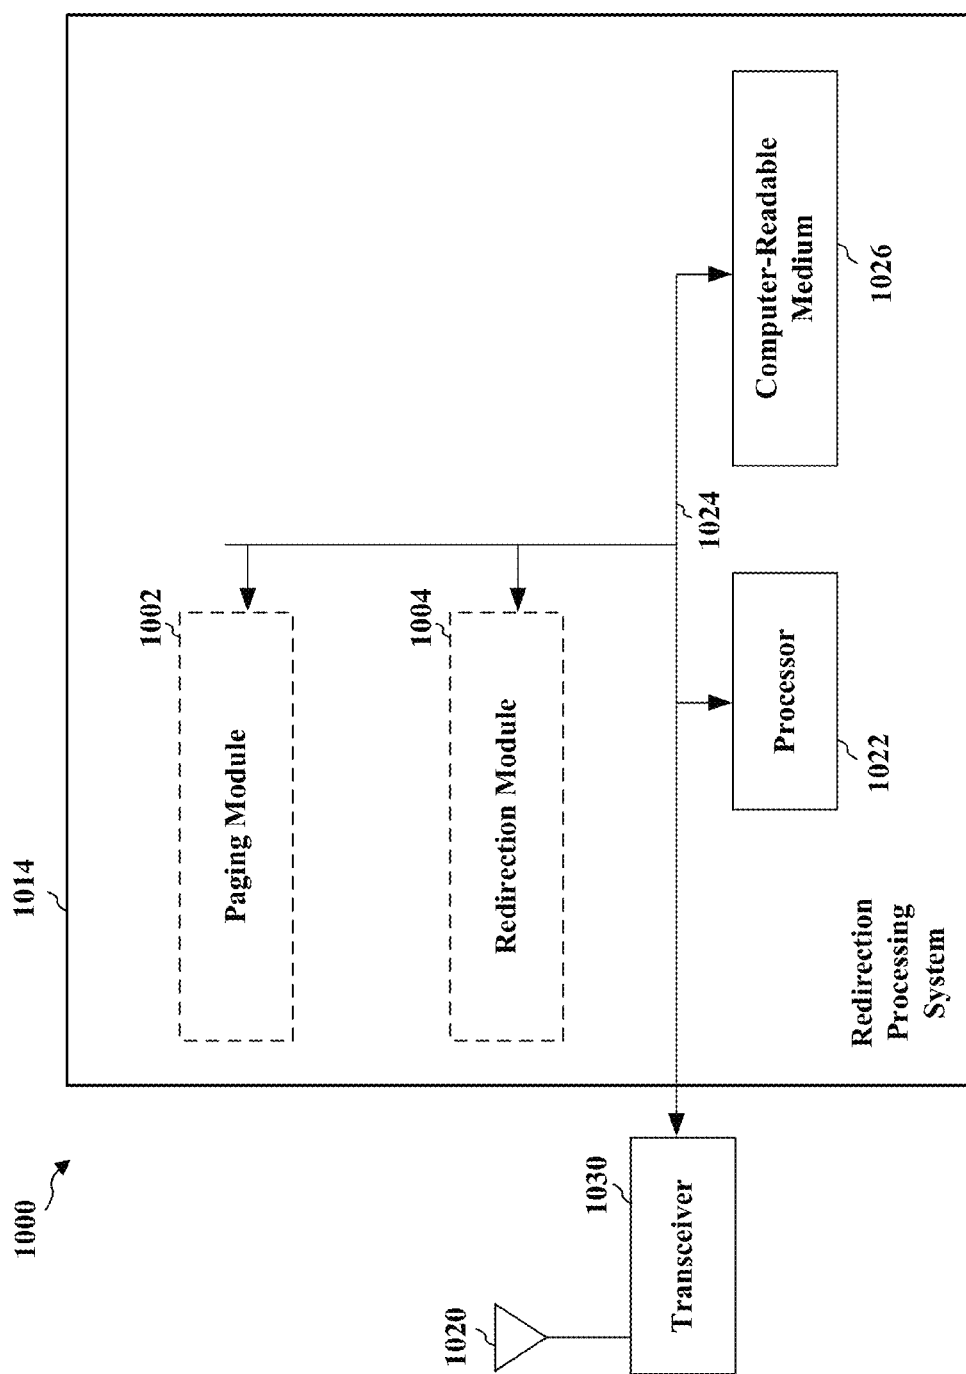 1000
1014
1002
Paging Module
1004
Redirection Module
1020
1030
Transceiver
1024
Processor
1022
Computer-Readable
Medium
1026
Redirection
Processing
System